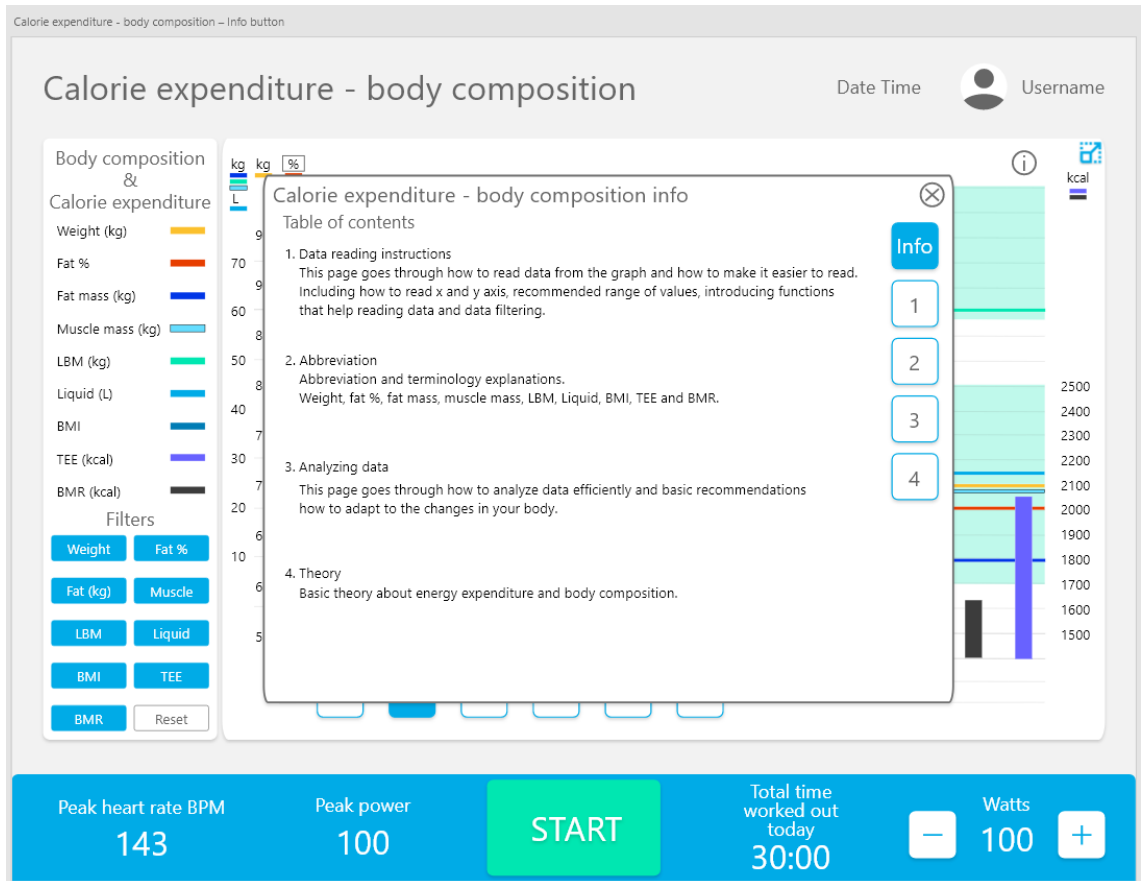 Calorie expenditure - body composition – Info button
Calorie expenditure - body composition
Date Time
Username
Body composition
&
Calorie expenditure
Weight (kg)
Fat %
Fat mass (kg)
Muscle mass (kg)
LBM (kg)
Liquid (L)
BMI
TEE (kcal)
BMR (kcal)
Filters
Weight Fat %
Fat (kg) Muscle
LBM Liquid
BMI TEE
BMR Reset
kg kg %
L
kcal
9
70
9
60
8
50
8
40
7
30
7
20
6
10
6
5
Calorie expenditure - body composition info
Table of contents
1. Data reading instructions
This page goes through how to read data from the graph and how to make it easier to read.
Including how to read x and y axis, recommended range of values, introducing functions
that help reading data and data filtering.
2. Abbreviation
Abbreviation and terminology explanations.
Weight, fat %, fat mass, muscle mass, LBM, Liquid, BMI, TEE and BMR.
3. Analyzing data
This page goes through how to analyze data efficiently and basic recommendations
how to adapt to the changes in your body.
4. Theory
Basic theory about energy expenditure and body composition.
Info
1
2
3
4
2500
2400
2300
2200
2100
2000
1900
1800
1700
1600
1500
Peak heart rate BPM
143
Peak power
100
START
Total time
worked out
today
30:00
Watts
− 100 +